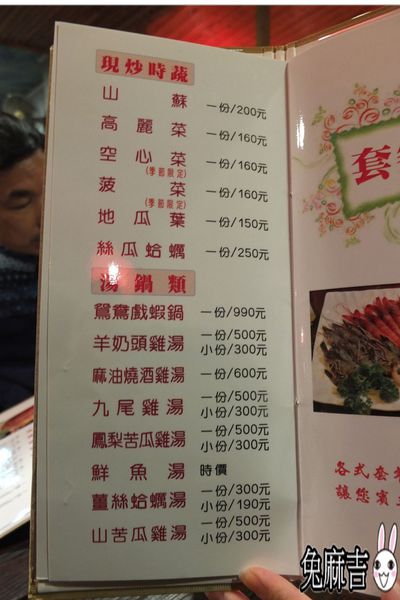 現炒時蔬
山蘇 一份/200元
高麗菜 一份/160元
空心菜 一份/160元
(季節限定)
菠菜 一份/160元
(季節限定)
地瓜葉 一份/150元
絲瓜蛤蠣 一份/250元
湯鍋類
鴛鴦戲蝦鍋 一份/990元
羊奶頭雞湯 一份/500元
小份/300元
麻油燒酒雞湯 一份/600元
九尾雞湯 一份/500元
小份/300元
鳳梨苦瓜雞湯 一份/500元
小份/300元
鮮魚湯 時價
薑絲蛤蠣湯 一份/300元
小份/190元
山苦瓜雞湯 一份/500元
小份/300元
套
各式套
讓您賓
兔麻吉